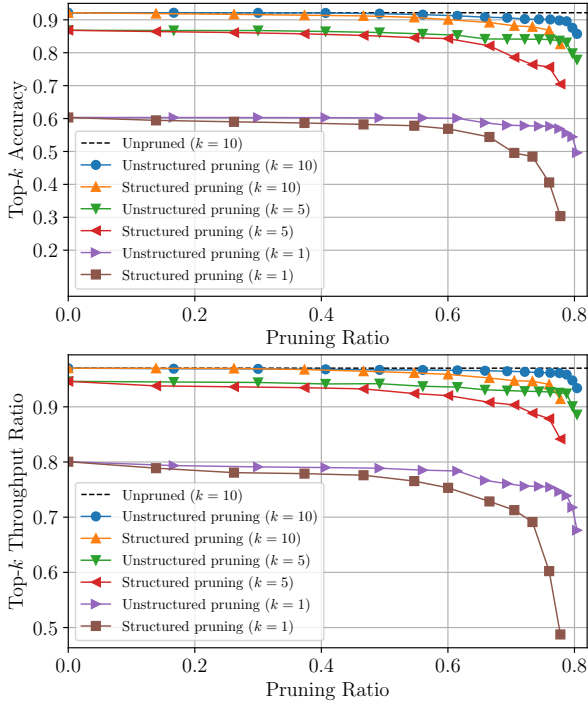 0.9
0.8
0.7
0.6
0.5
0.4
0.3
0.2
Top-k Accuracy
Unpruned (k = 10)
Unstructured pruning (k = 10)
Structured pruning (k = 10)
Unstructured pruning (k = 5)
Structured pruning (k = 5)
Unstructured pruning (k = 1)
Structured pruning (k = 1)
0.0 0.2 0.4 0.6 0.8
Pruning Ratio
0.9
0.8
0.7
0.6
0.5
Top-k Throughput Ratio
Unpruned (k = 10)
Unstructured pruning (k = 10)
Structured pruning (k = 10)
Unstructured pruning (k = 5)
Structured pruning (k = 5)
Unstructured pruning (k = 1)
Structured pruning (k = 1)
0.0 0.2 0.4 0.6 0.8
Pruning Ratio